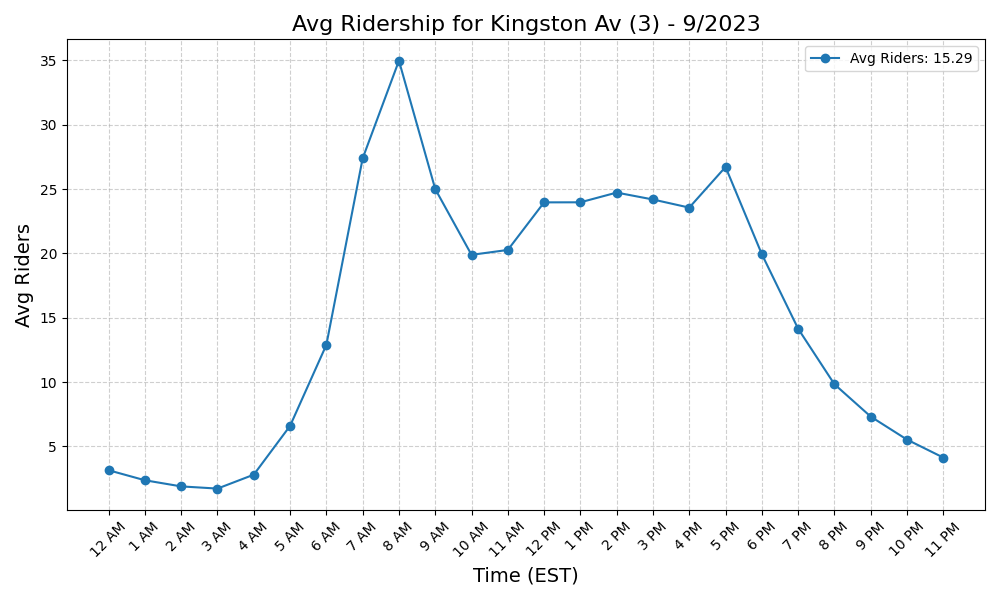 Avg Ridership for Kingston Av (3) - 9/2023
Avg Riders: 15.29
Avg Riders
35
30
25
20
15
10
5
12 AM
1 AM
2 AM
3 AM
4 AM
5 AM
6 AM
7 AM
8 AM
9 AM
10 AM
11 AM
12 PM
1 PM
2 PM
3 PM
4 PM
5 PM
6 PM
7 PM
8 PM
9 PM
10 PM
11 PM
Time (EST)